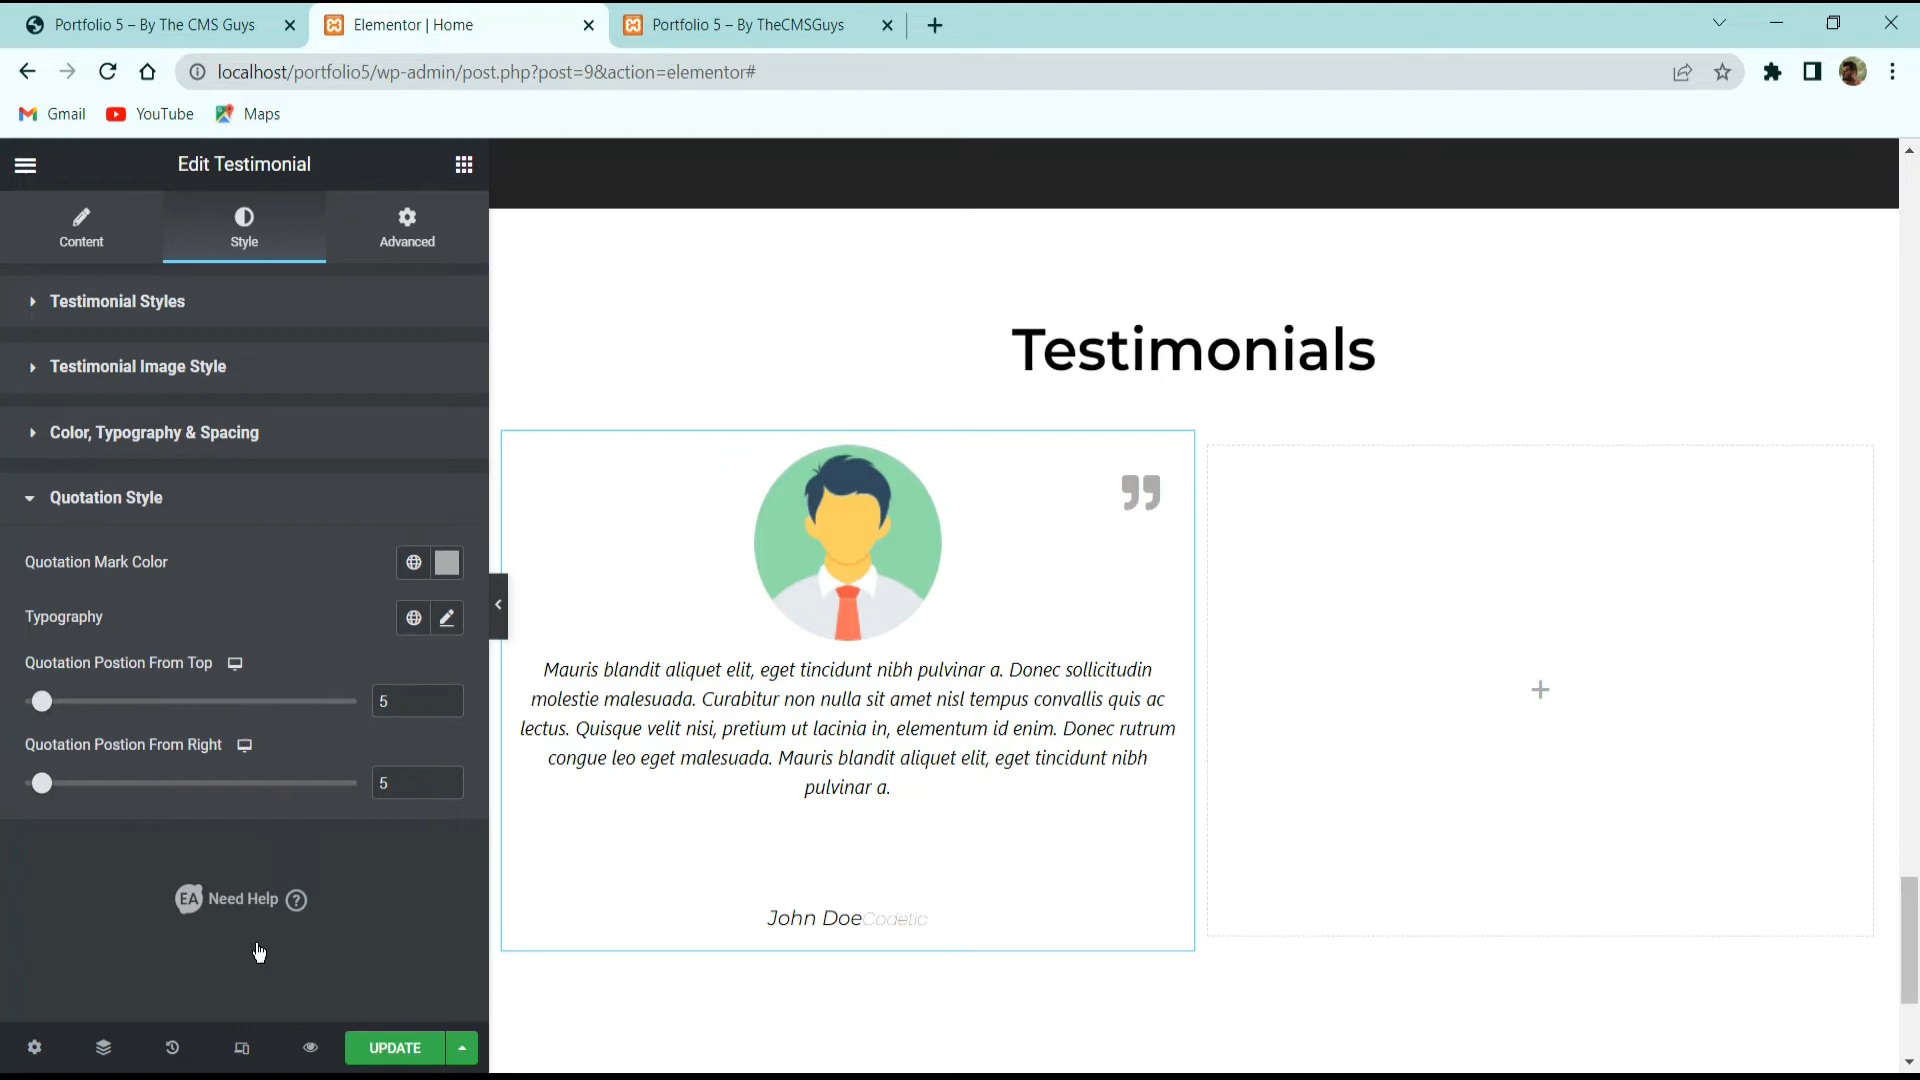 Portfolio 5 – By The CMS Guys
Elementor | Home
Portfolio 5 – By TheCMSGuys
localhost/portfolio5/wp-admin/post.php?post=9&action=elementor#
Gmail
YouTube
Maps
Edit Testimonial
Content
Style
Advanced
Testimonial Styles
Testimonial Image Style
Color, Typography & Spacing
Quotation Style
Quotation Mark Color
Typography
Quotation Postion From Top
5
Quotation Postion From Right
5
EA Need Help ?
UPDATE
Testimonials
Mauris blandit aliquet elit, eget tincidunt nibh pulvinar a. Donec sollicitudin
molestie malesuada. Curabitur non nulla sit amet nisl tempus convallis quis ac
lectus. Quisque velit nisi, pretium ut lacinia in, elementum id enim. Donec rutrum
congue leo eget malesuada. Mauris blandit aliquet elit, eget tincidunt nibh
pulvinar a.
John DoeCodetic